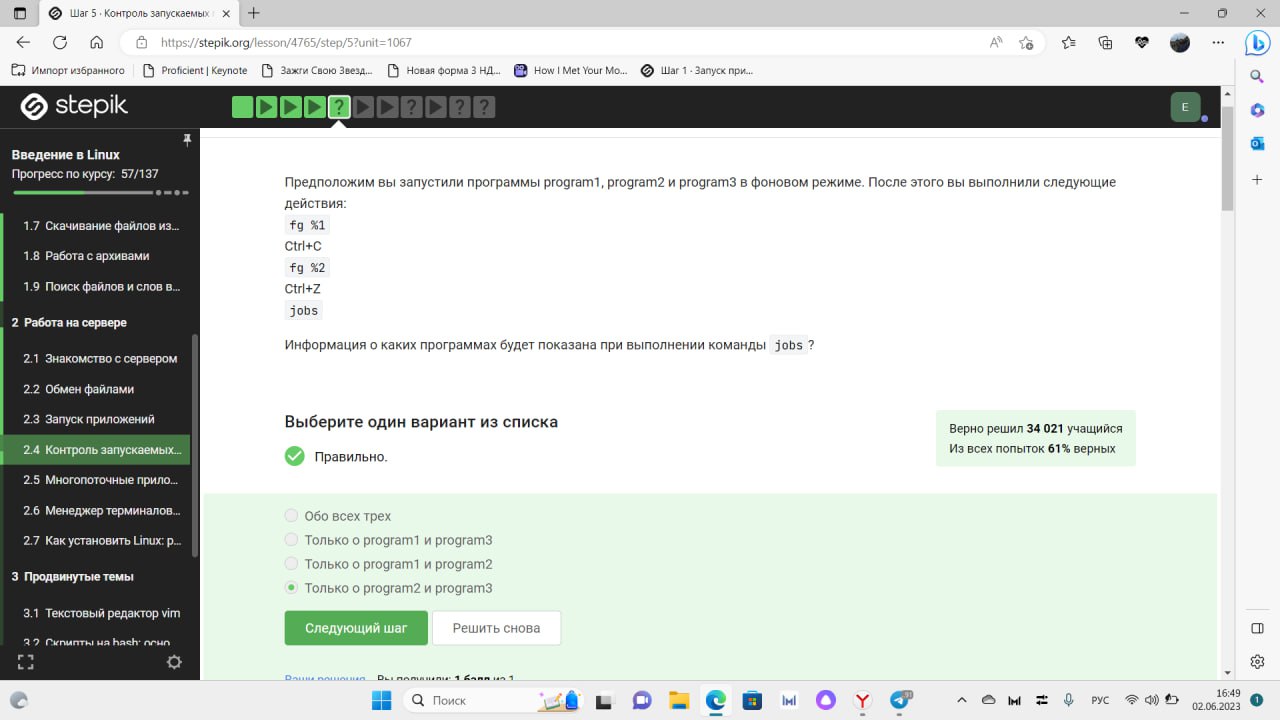 Шаг 5 · Контроль запускаемых п
https://stepik.org/lesson/4765/step/5?unit=1067
Импорт избранного
Proficient | Keynote
Зажги Свою Звезд...
Новая форма 3 НД...
How I Met Your Mo...
Шаг 1 · Запуск при...
stepik
? ? ? ?
E
Введение в Linux
Прогресс по курсу: 57/137
1.7 Скачивание файлов из...
1.8 Работа с архивами
1.9 Поиск файлов и слов в...
2 Работа на сервере
2.1 Знакомство с сервером
2.2 Обмен файлами
2.3 Запуск приложений
2.4 Контроль запускаемых...
2.5 Многопоточные прило...
2.6 Менеджер терминалов...
2.7 Как установить Linux: р...
3 Продвинутые темы
3.1 Текстовый редактор vim
3.2 Скрипты на bash: осно...
Предположим вы запустили программы program1, program2 и program3 в фоновом режиме. После этого вы выполнили следующие
действия:
fg %1
Ctrl+C
fg %2
Ctrl+Z
jobs
Информация о каких программах будет показана при выполнении команды jobs?
Выберите один вариант из списка
Правильно.
Верно решил 34 021 учащийся
Из всех попыток 61% верных
Обо всех трех
Только о program1 и program3
Только о program1 и program2
Только о program2 и program3
Следующий шаг
Решить снова
Ваши решения Вы получили: 1 балл из 1
Поиск
РУС
16:49
02.06.2023
1